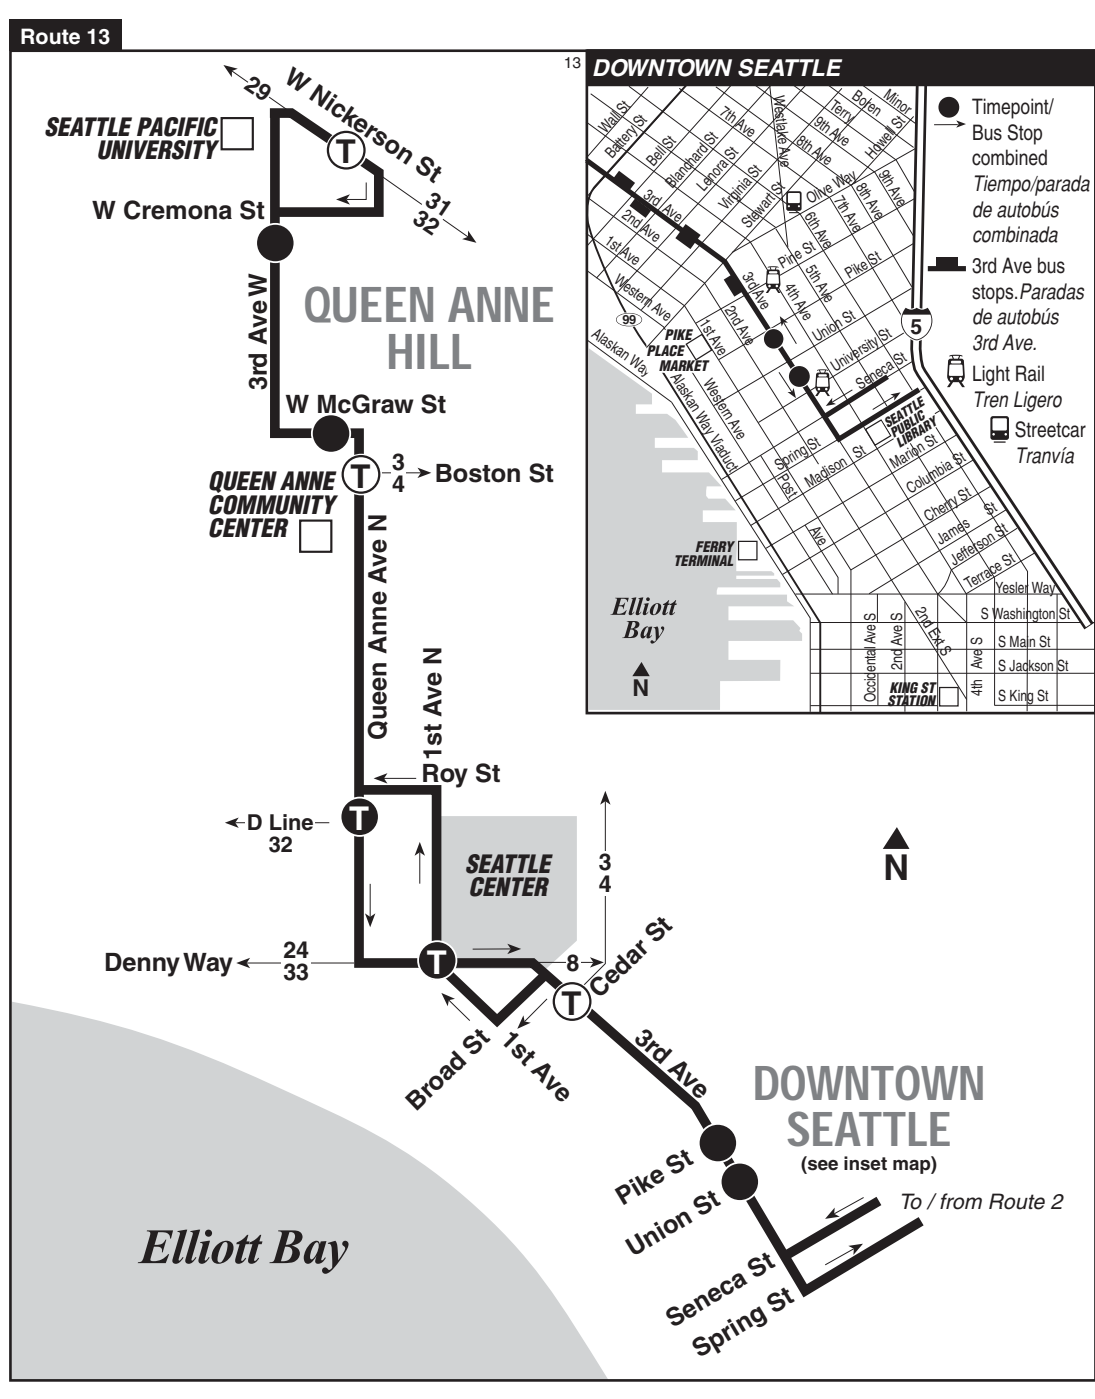 Route 13
29
W Nickerson St
SEATTLE PACIFIC
UNIVERSITY
T
31
32
W Cremona St
3rd Ave W
QUEEN ANNE
HILL
W McGraw St
T
3
4
Boston St
QUEEN ANNE
COMMUNITY
CENTER
Queen Anne Ave N
1st Ave N
Roy St
T
D Line
32
SEATTLE
CENTER
3
4
N
Denny Way
24
33
T
8
Cedar St
T
Broad St
1st Ave
3rd Ave
DOWNTOWN
SEATTLE
(see inset map)
Pike St
Union St
To / from Route 2
Seneca St
Spring St
Elliott Bay
13
DOWNTOWN SEATTLE
Wall St
Battery St
Bell St
Blanchard St
Lenora St
Virginia St
Stewart St
7th Ave
Westlake Ave
8th Ave
9th Ave
Terry
Boren
Minor
Howell St
Olive Way
9th Ave
8th Ave
7th Ave
6th Ave
5th Ave
4th Ave
3rd Ave
2nd Ave
1st Ave
Western Ave
3rd Ave
2nd Ave
1st Ave
Western Ave
Pine St
Pike St
Union St
University St
Seneca St
99
Alaskan Way
PIKE
PLACE
MARKET
Alaskan Way Viaduct
5
SEATTLE
PUBLIC
LIBRARY
Spring St
Madison St
Marion St
Columbia St
Cherry St
James St
Jefferson St
Terrace St
Yesler Way
Post Ave
FERRY
TERMINAL
Elliott
Bay
N
S Washington St
S Main St
S Jackson St
S King St
Occidental Ave S
2nd Ave S
2nd Ext S
4th Ave S
KING ST
STATION
Timepoint/
Bus Stop
combined
Tiempo/parada
de autobús
combinada
3rd Ave bus
stops.Paradas
de autobús
3rd Ave.
Light Rail
Tren Ligero
Streetcar
Tranvía